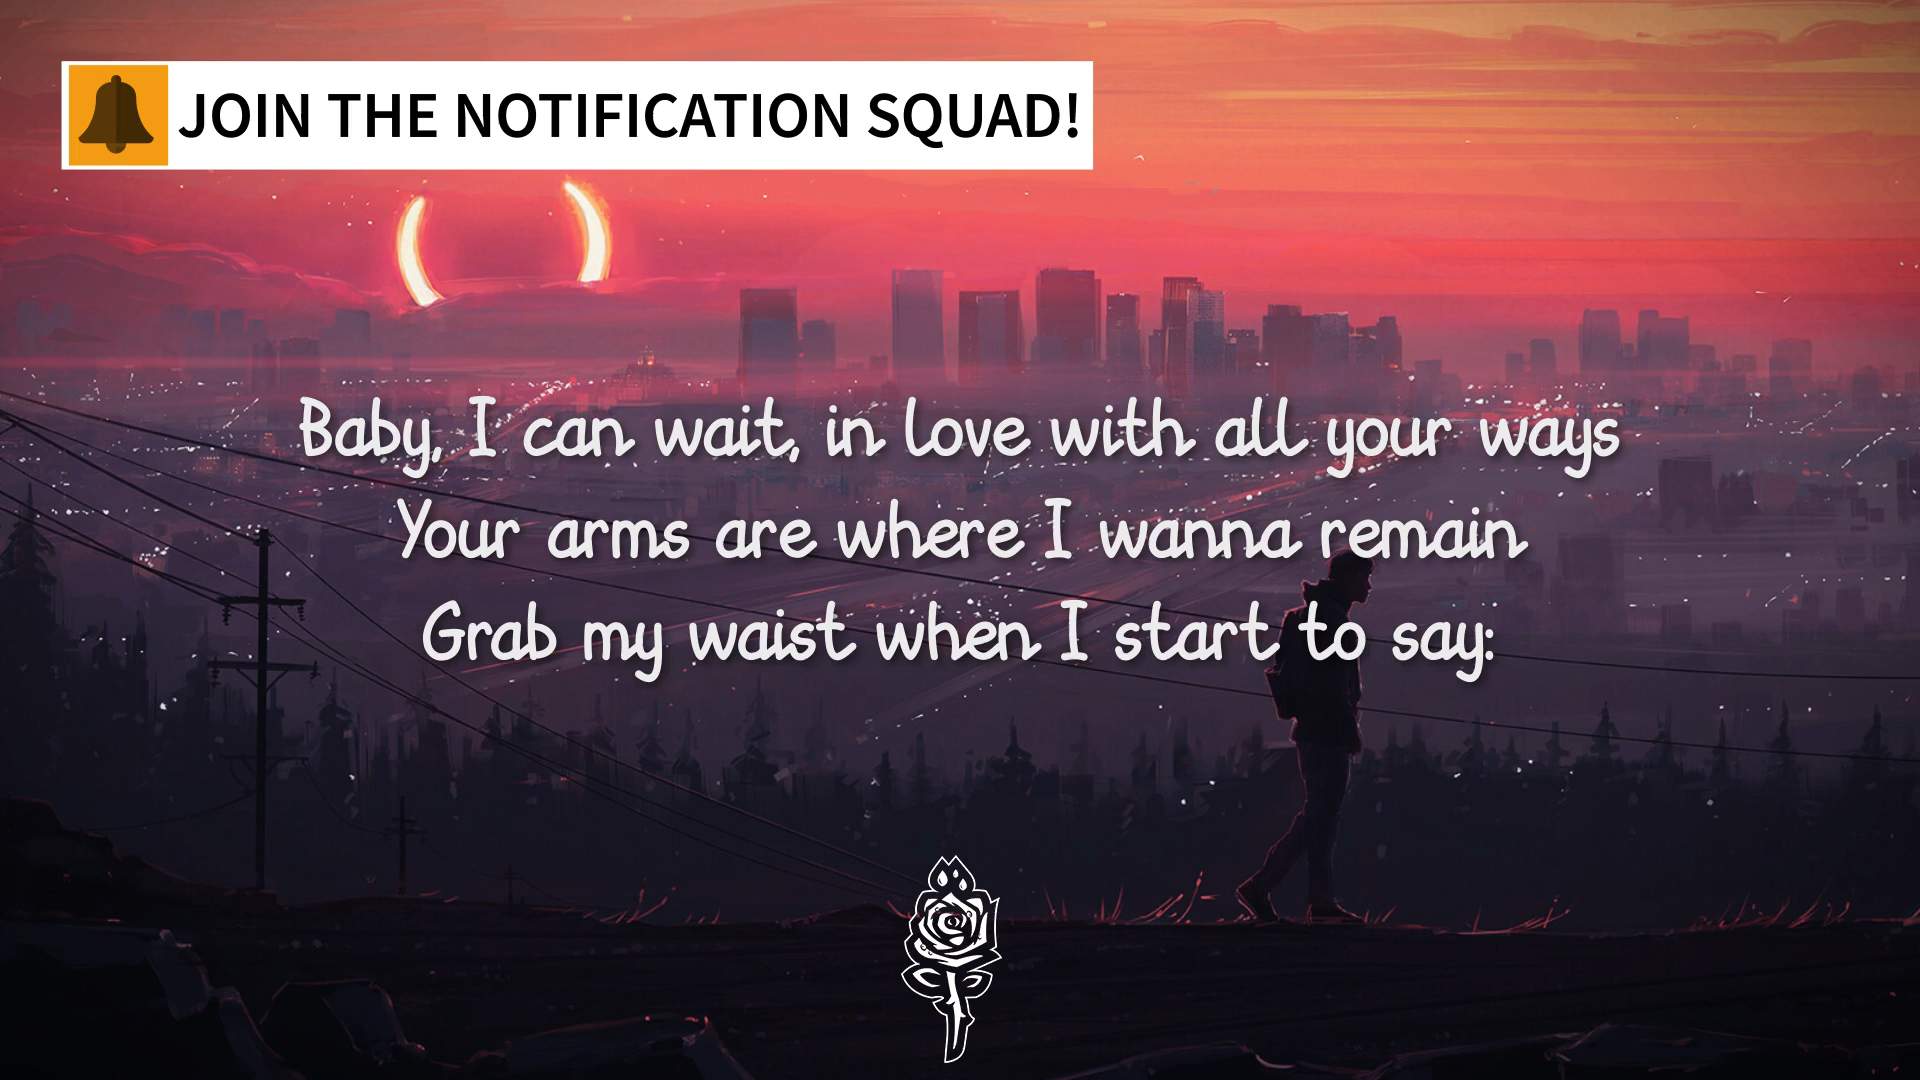 JOIN THE NOTIFICATION SQUAD!
Baby, I can wait, in love with all your ways
Your arms are where I wanna remain
Grab my waist when I start to say: